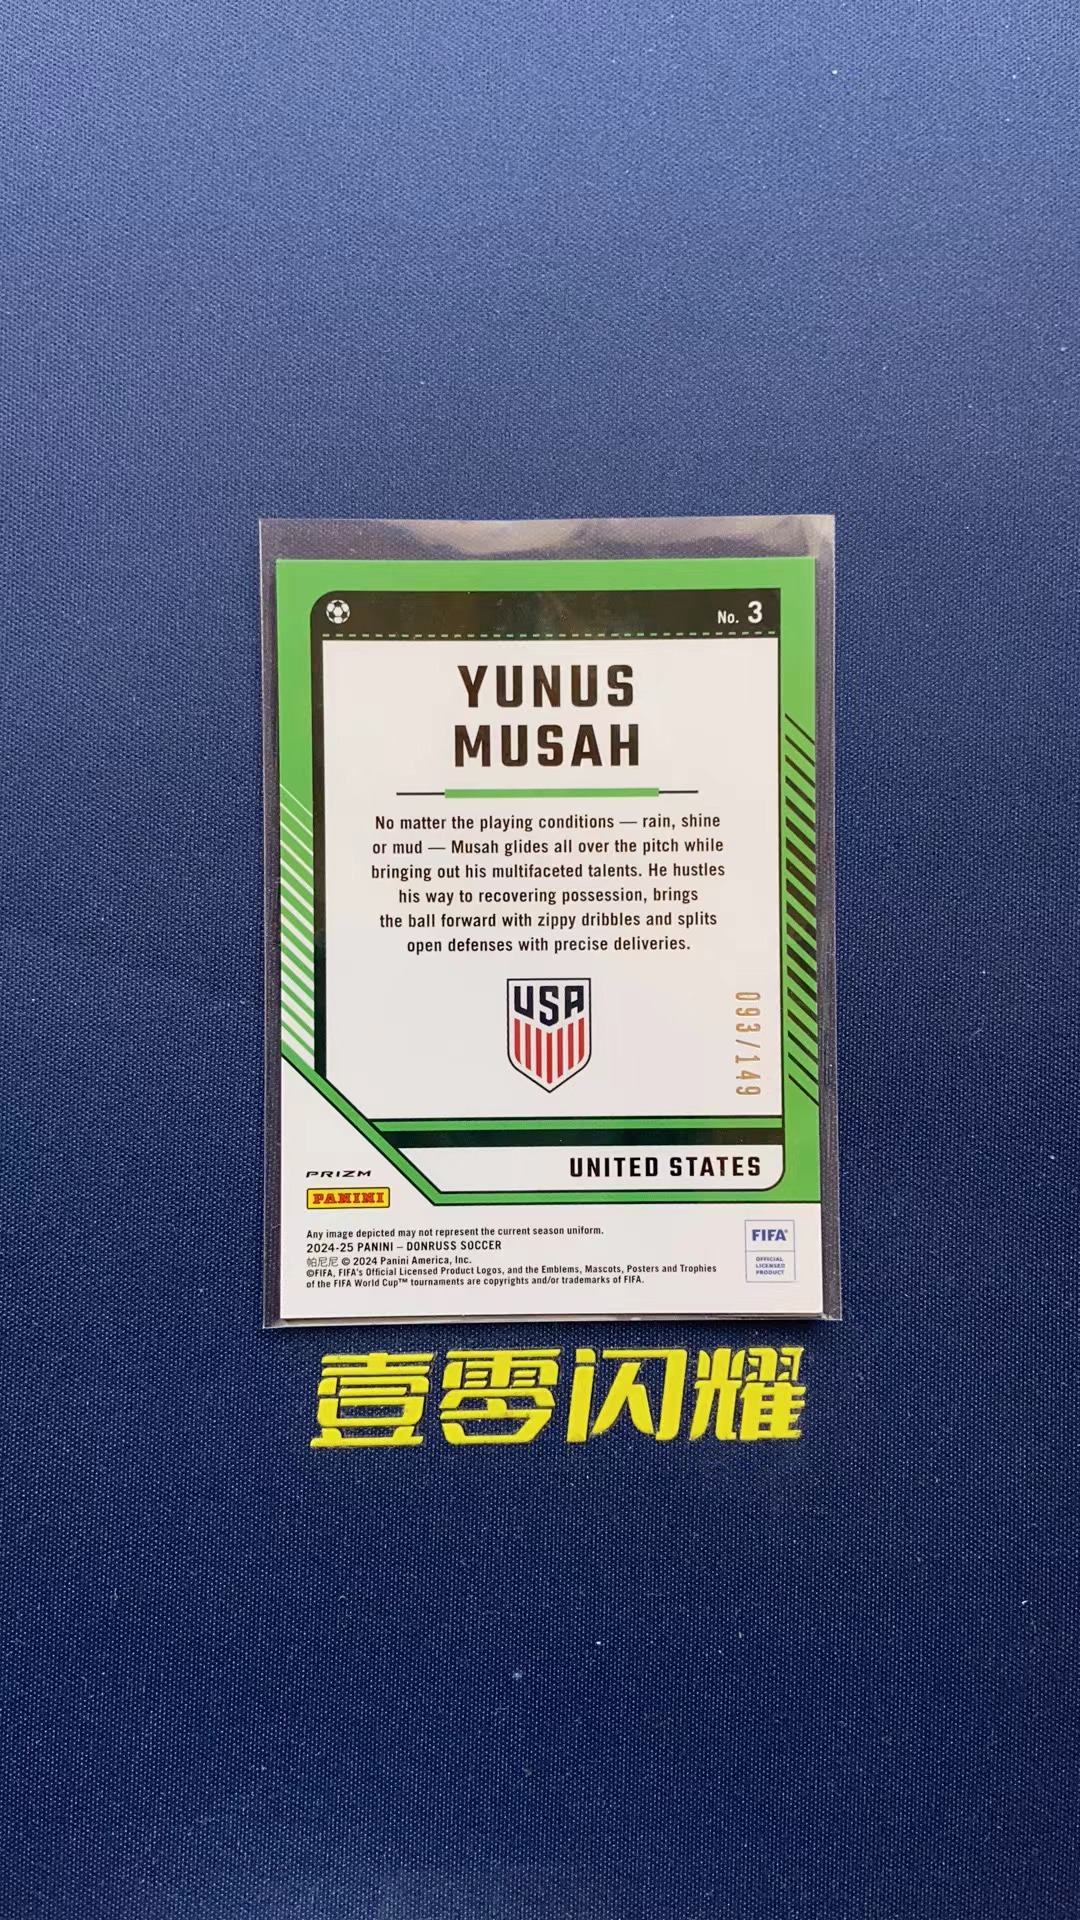 No. 3
YUNUS
MUSAH
No matter the playing conditions — rain, shine
or mud — Musah glides all over the pitch while
bringing out his multifaceted talents. He hustles
his way to recovering possession, brings
the ball forward with zippy dribbles and splits
open defenses with precise deliveries.
USA
093/149
UNITED STATES
PRIZM
PANINI
Any image depicted may not represent the current season uniform.
2024-25 PANINI – DONRUSS SOCCER
帕尼尼 © 2024 Panini America, Inc.
©FIFA, FIFA's Official Licensed Product Logos, and the Emblems, Mascots, Posters and Trophies
of the FIFA World Cup™ tournaments are copyrights and/or trademarks of FIFA.
FIFA®
OFFICIAL
LICENSED
PRODUCT
壹零闪耀